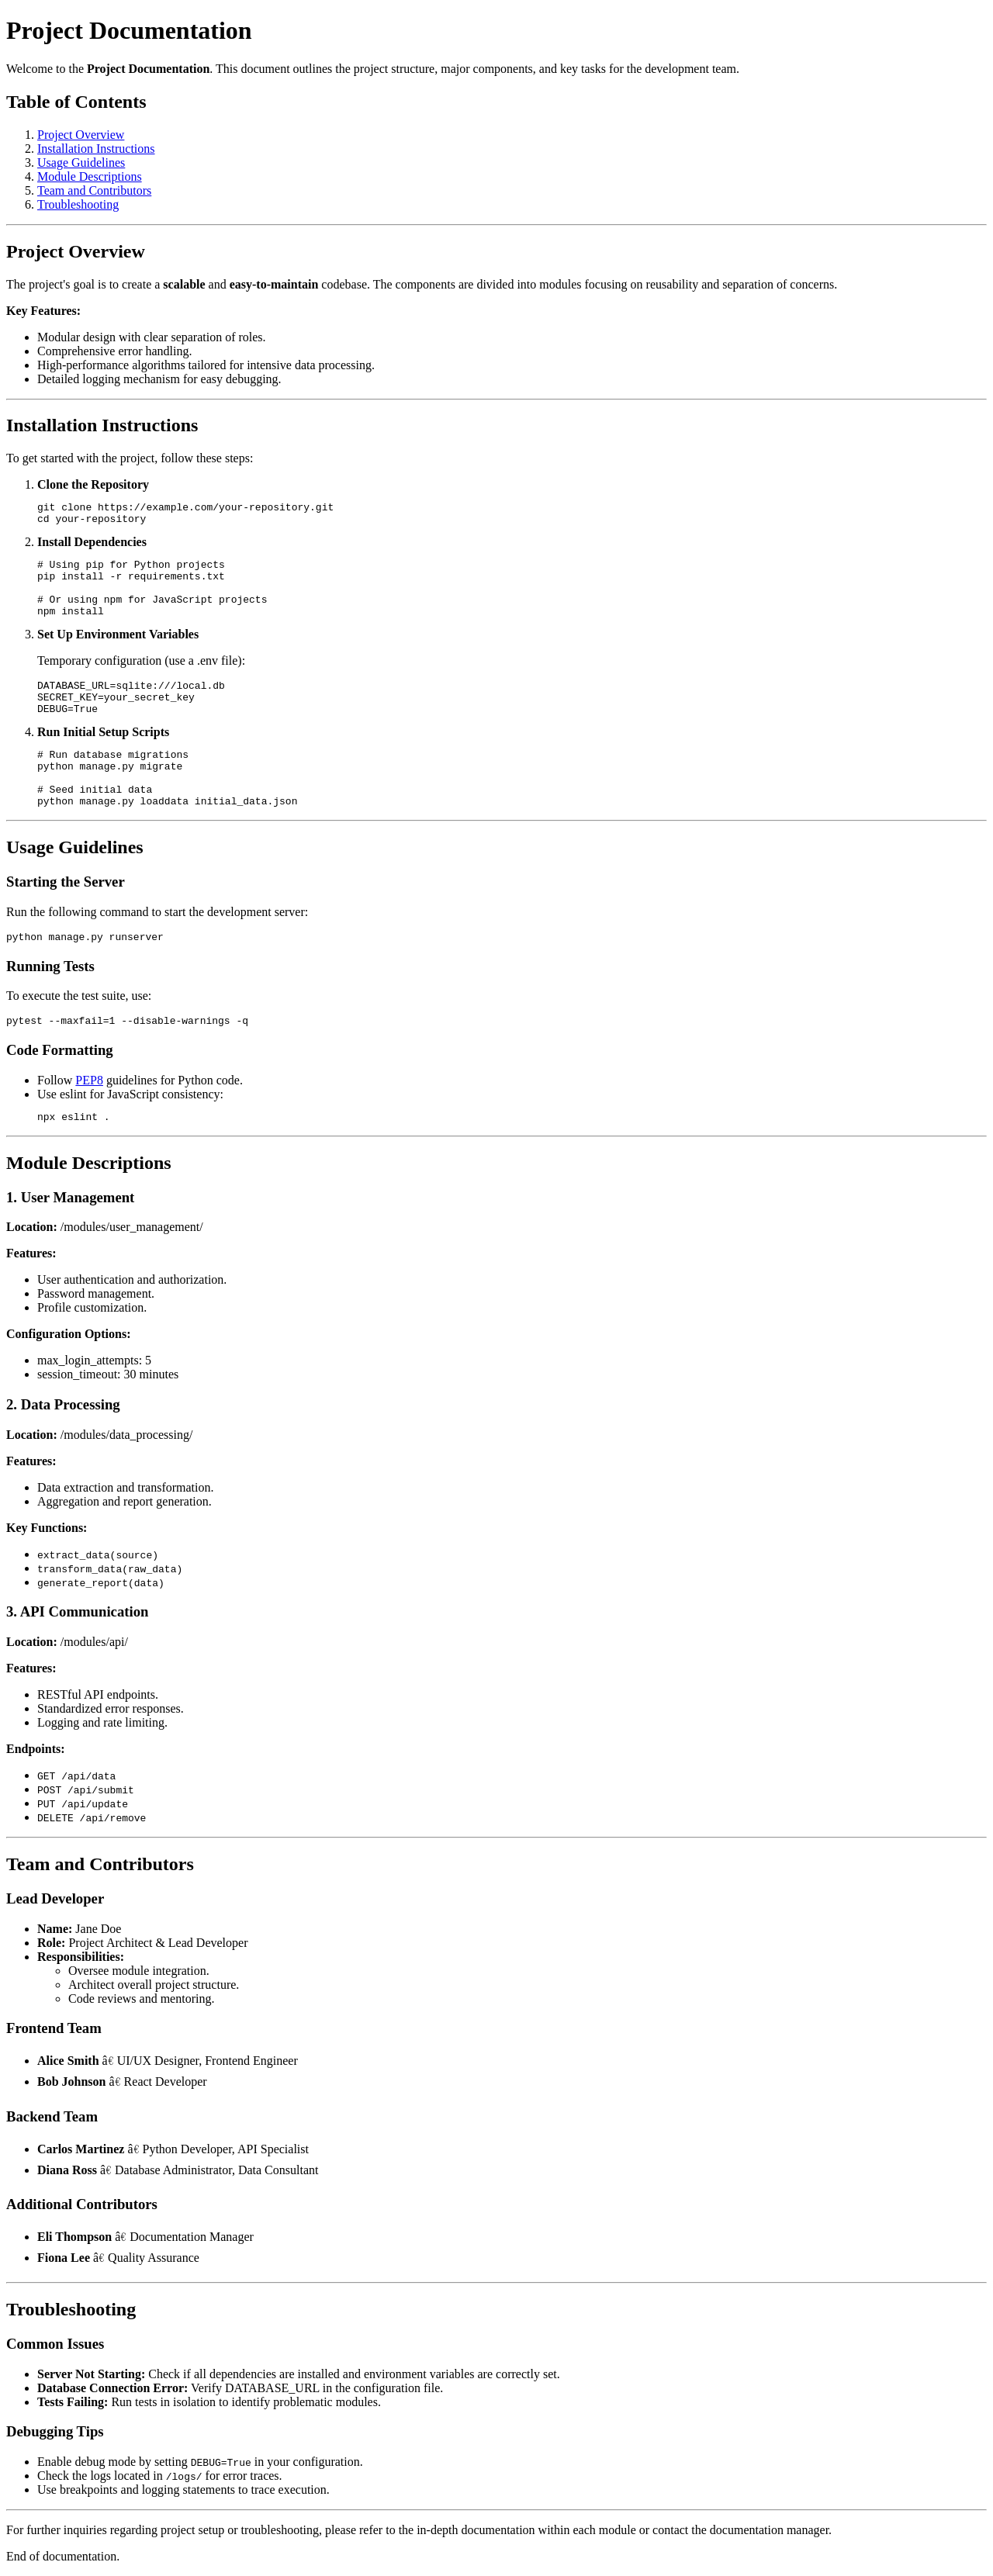 Project Documentation
Welcome to the Project Documentation. This document outlines the project structure, major components, and key tasks for the development team.
Table of Contents
1. Project Overview
2. Installation Instructions
3. Usage Guidelines
4. Module Descriptions
5. Team and Contributors
6. Troubleshooting
Project Overview
The project's goal is to create a scalable and easy-to-maintain codebase. The components are divided into modules focusing on reusability and separation of concerns.
Key Features:
• Modular design with clear separation of roles.
• Comprehensive error handling.
• High-performance algorithms tailored for intensive data processing.
• Detailed logging mechanism for easy debugging.
Installation Instructions
To get started with the project, follow these steps:
1. Clone the Repository
git clone https://example.com/your-repository.git
cd your-repository
2. Install Dependencies
# Using pip for Python projects
pip install -r requirements.txt
# Or using npm for JavaScript projects
npm install
3. Set Up Environment Variables
Temporary configuration (use a .env file):
DATABASE_URL=sqlite:///local.db
SECRET_KEY=your_secret_key
DEBUG=True
4. Run Initial Setup Scripts
# Run database migrations
python manage.py migrate
# Seed initial data
python manage.py loaddata initial_data.json
Usage Guidelines
Starting the Server
Run the following command to start the development server:
python manage.py runserver
Running Tests
To execute the test suite, use:
pytest --maxfail=1 --disable-warnings -q
Code Formatting
• Follow PEP8 guidelines for Python code.
• Use eslint for JavaScript consistency:
npx eslint .
Module Descriptions
1. User Management
Location: /modules/user_management/
Features:
• User authentication and authorization.
• Password management.
• Profile customization.
Configuration Options:
• max_login_attempts: 5
• session_timeout: 30 minutes
2. Data Processing
Location: /modules/data_processing/
Features:
• Data extraction and transformation.
• Aggregation and report generation.
Key Functions:
• extract_data(source)
• transform_data(raw_data)
• generate_report(data)
3. API Communication
Location: /modules/api/
Features:
• RESTful API endpoints.
• Standardized error responses.
• Logging and rate limiting.
Endpoints:
• GET /api/data
• POST /api/submit
• PUT /api/update
• DELETE /api/remove
Team and Contributors
Lead Developer
• Name: Jane Doe
• Role: Project Architect & Lead Developer
• Responsibilities:
◦ Oversee module integration.
◦ Architect overall project structure.
◦ Code reviews and mentoring.
Frontend Team
• Alice Smith â€ UI/UX Designer, Frontend Engineer
• Bob Johnson â€ React Developer
Backend Team
• Carlos Martinez â€ Python Developer, API Specialist
• Diana Ross â€ Database Administrator, Data Consultant
Additional Contributors
• Eli Thompson â€ Documentation Manager
• Fiona Lee â€ Quality Assurance
Troubleshooting
Common Issues
• Server Not Starting: Check if all dependencies are installed and environment variables are correctly set.
• Database Connection Error: Verify DATABASE_URL in the configuration file.
• Tests Failing: Run tests in isolation to identify problematic modules.
Debugging Tips
• Enable debug mode by setting DEBUG=True in your configuration.
• Check the logs located in /logs/ for error traces.
• Use breakpoints and logging statements to trace execution.
For further inquiries regarding project setup or troubleshooting, please refer to the in-depth documentation within each module or contact the documentation manager.
End of documentation.